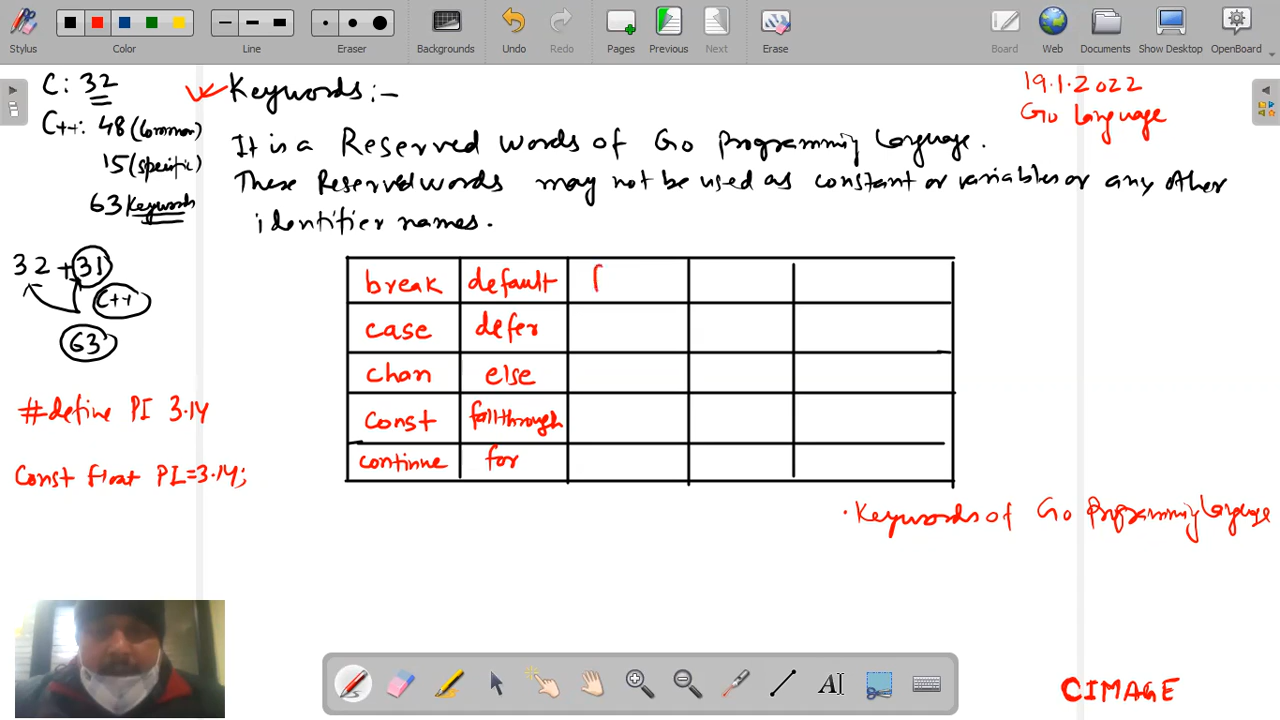 Stylus
Color
Line
Eraser
Backgrounds
Undo
Redo
Pages
Previous
Next
Erase
Board
Web
Documents
Show Desktop
OpenBoard
C: 32
C++: 48 (Common)
15 (specific)
63 Keywords
32 + 31
C++
63
#define PI 3.14
Const float PI=3.14;
Keywords:-
19.1.2022
Go Language
It is a Reserved words of Go Programming Language.
These Reserved words may not be used as constant or variables or any other
identifier names.
break default
case defer
chan else
const fallthrough
continue for
· Keywords of Go Programming Language
CIMAGE